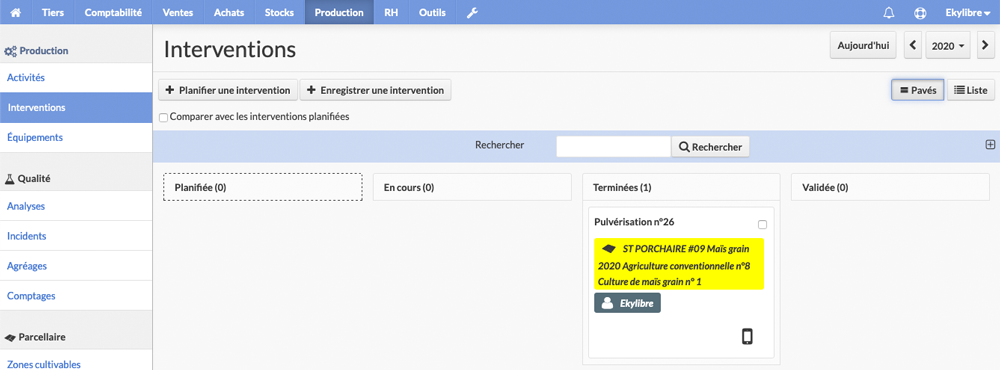 Tiers Comptabilité Ventes Achats Stocks Production RH Outils Ekylibre
Production
Activités
Interventions
Équipements
Qualité
Analyses
Incidents
Agréages
Comptages
Parcellaire
Zones cultivables
Interventions
Aujourd'hui 2020
Planifier une intervention Enregistrer une intervention Pavés Liste
Comparer avec les interventions planifiées
Rechercher Rechercher
Planifiée (0) En cours (0) Terminées (1) Validée (0)
Pulvérisation n°26
ST PORCHAIRE #09 Maïs grain
2020 Agriculture conventionnelle n°8
Culture de maïs grain n° 1
Ekylibre